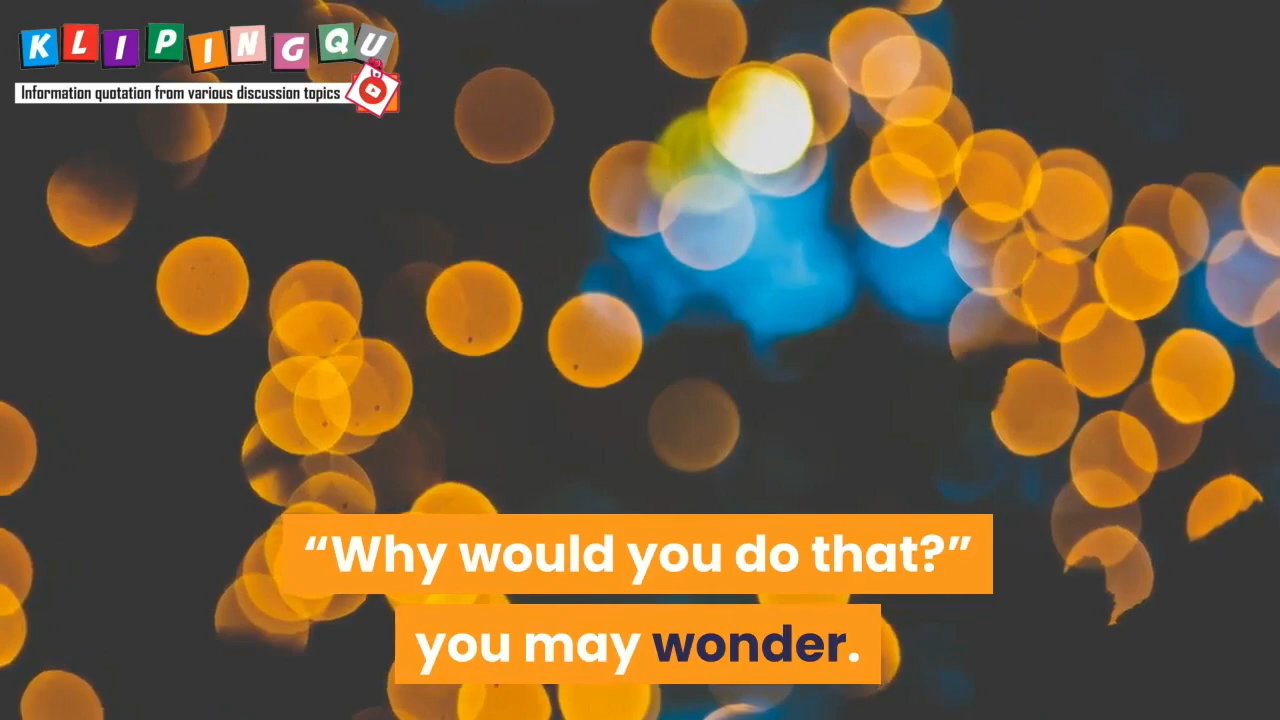 KLIPINGQU
Information quotation from various discussion topics
“Why would you do that?”
you may wonder.